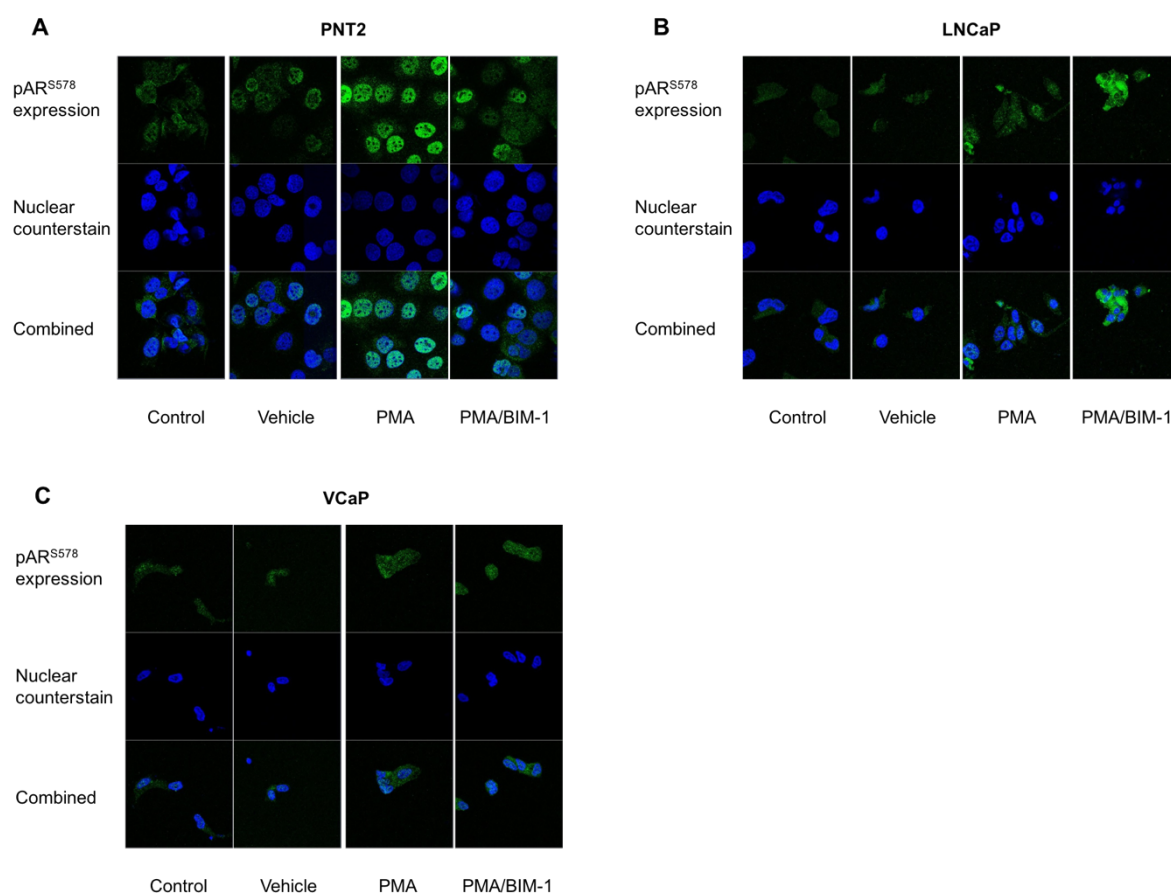 A
PNT2
pAR^S578
expression
Nuclear
counterstain
Combined
Control Vehicle PMA PMA/BIM-1
B
LNCaP
pAR^S578
expression
Nuclear
counterstain
Combined
Control Vehicle PMA PMA/BIM-1
C
VCaP
pAR^S578
expression
Nuclear
counterstain
Combined
Control Vehicle PMA PMA/BIM-1